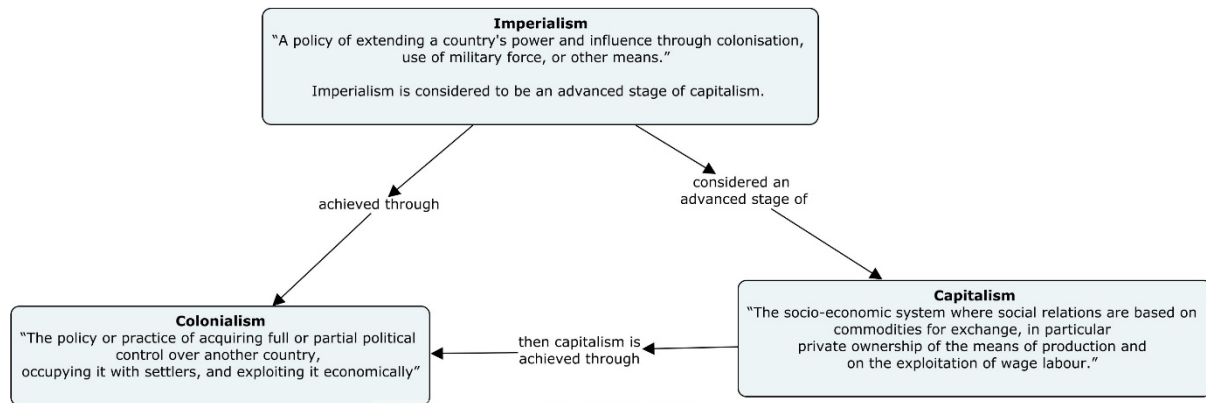 Imperialism
“A policy of extending a country's power and influence through colonisation,
use of military force, or other means.”
Imperialism is considered to be an advanced stage of capitalism.
achieved through
considered an
advanced stage of
Colonialism
“The policy or practice of acquiring full or partial political
control over another country,
occupying it with settlers, and exploiting it economically”
then capitalism is
achieved through
Capitalism
“The socio-economic system where social relations are based on
commodities for exchange, in particular
private ownership of the means of production and
on the exploitation of wage labour.”